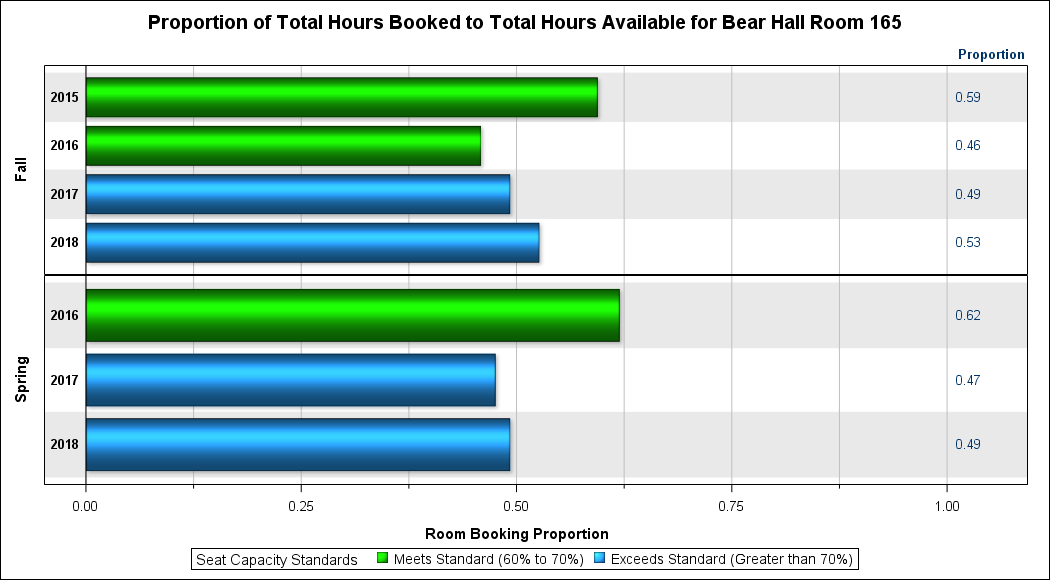 Proportion of Total Hours Booked to Total Hours Available for Bear Hall Room 165
Proportion
Fall
2015 0.59
2016 0.46
2017 0.49
2018 0.53
Spring
2016 0.62
2017 0.47
2018 0.49
0.00 0.25 0.50 0.75 1.00
Room Booking Proportion
Seat Capacity Standards Meets Standard (60% to 70%) Exceeds Standard (Greater than 70%)